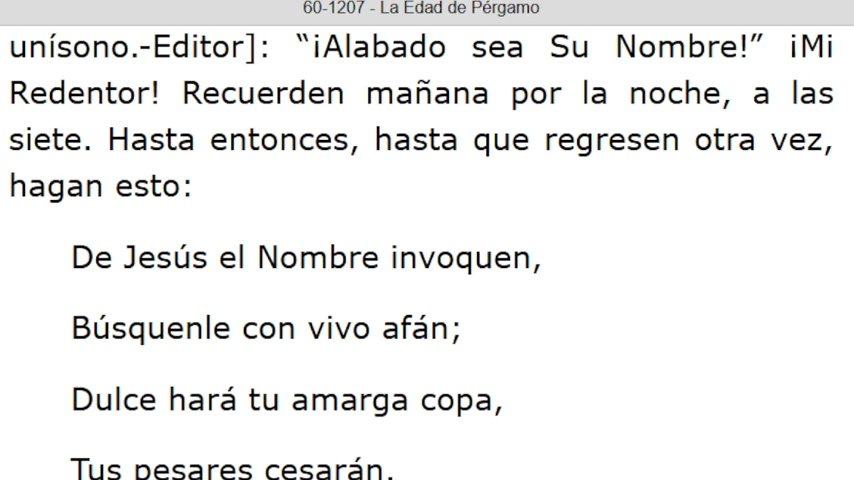 60-1207 - La Edad de Pérgamo
unísono.-Editor]: “¡Alabado sea Su Nombre!” ¡Mi
Redentor! Recuerden mañana por la noche, a las
siete. Hasta entonces, hasta que regresen otra vez,
hagan esto:
De Jesús el Nombre invoquen,
Búsquenle con vivo afán;
Dulce hará tu amarga copa,
Tus pesares cesarán.